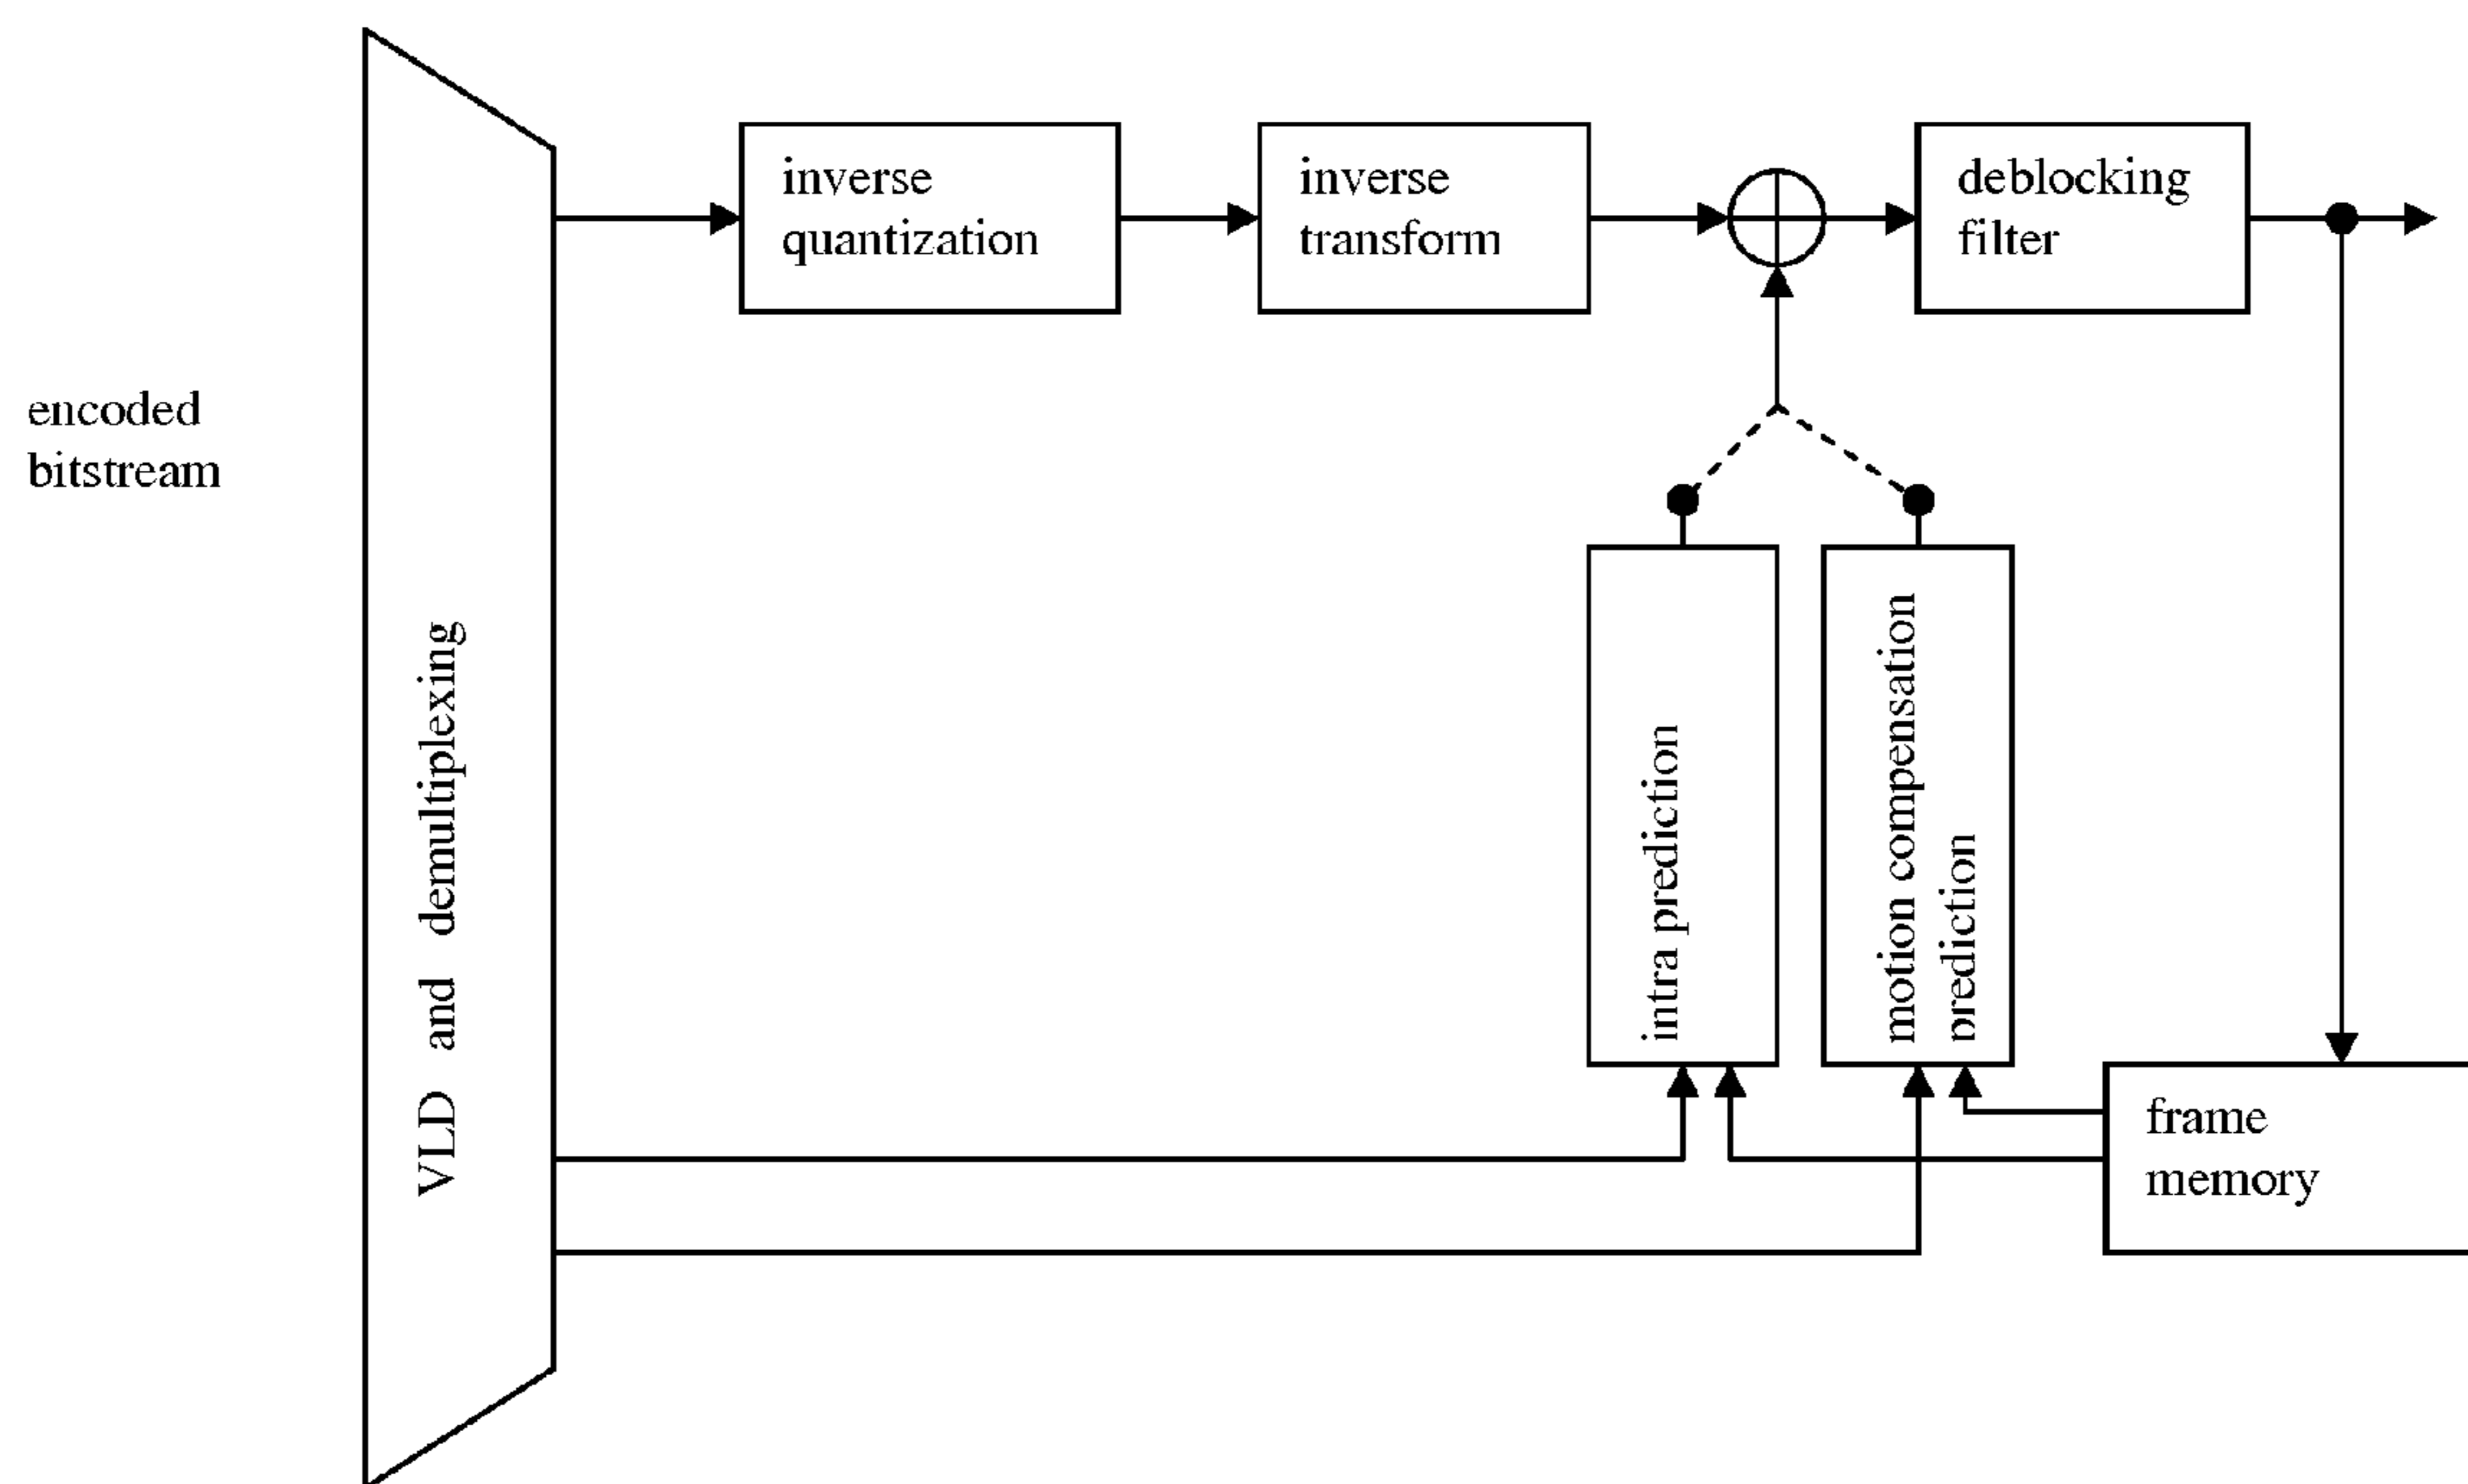 encoded
bitstream
VLD and demultiplexing
inverse
quantization
inverse
transform
deblocking
filter
intra prediction
motion compensation
prediction
frame
memory